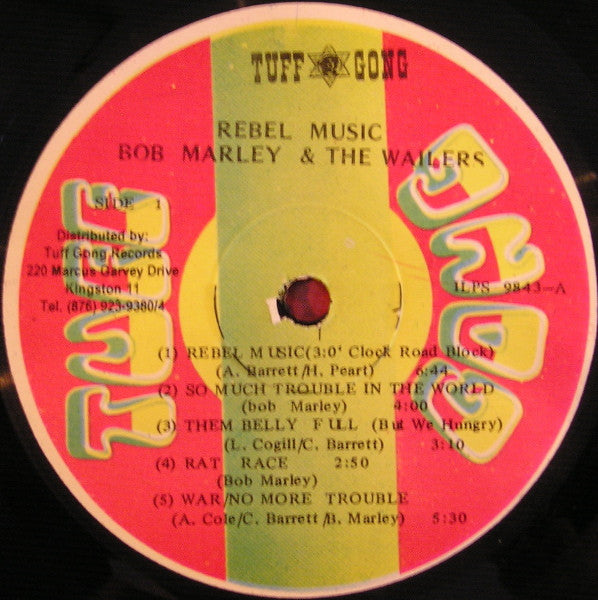 TUFF GONG
REBEL MUSIC
BOB MARLEY & THE WAILERS
TUFF
GONG
SIDE 1
Distributed by:
Tuff Gong Records
220 Marcus Garvey Drive
Kingston 11
Tel. (876) 923-9380/4
ILPS 9843-A
(1) REBEL MUSIC(3:0' Clock Road Block)
(A. Barrett/H. Peart) 6:44
(2) SO MUCH TROUBLE IN THE WORLD
(bob Marley) 4:00
(3) THEM BELLY FULL (But We Hungry)
(L. Cogill/C. Barrett) 3:10
(4) RAT RACE 2:50
(Bob Marley)
(5) WAR/NO MORE TROUBLE
(A. Cole/C. Barrett/B. Marley) 5:30